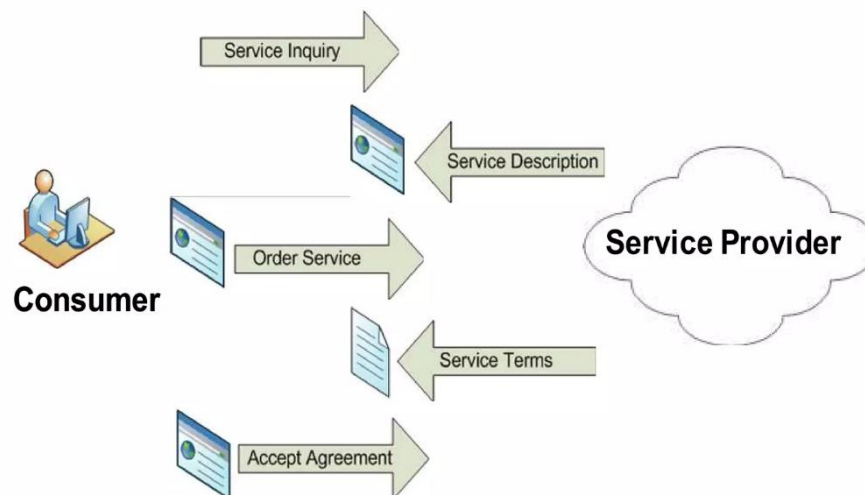 Service Inquiry
Service Description
Service Provider
Order Service
Consumer
Service Terms
Accept Agreement